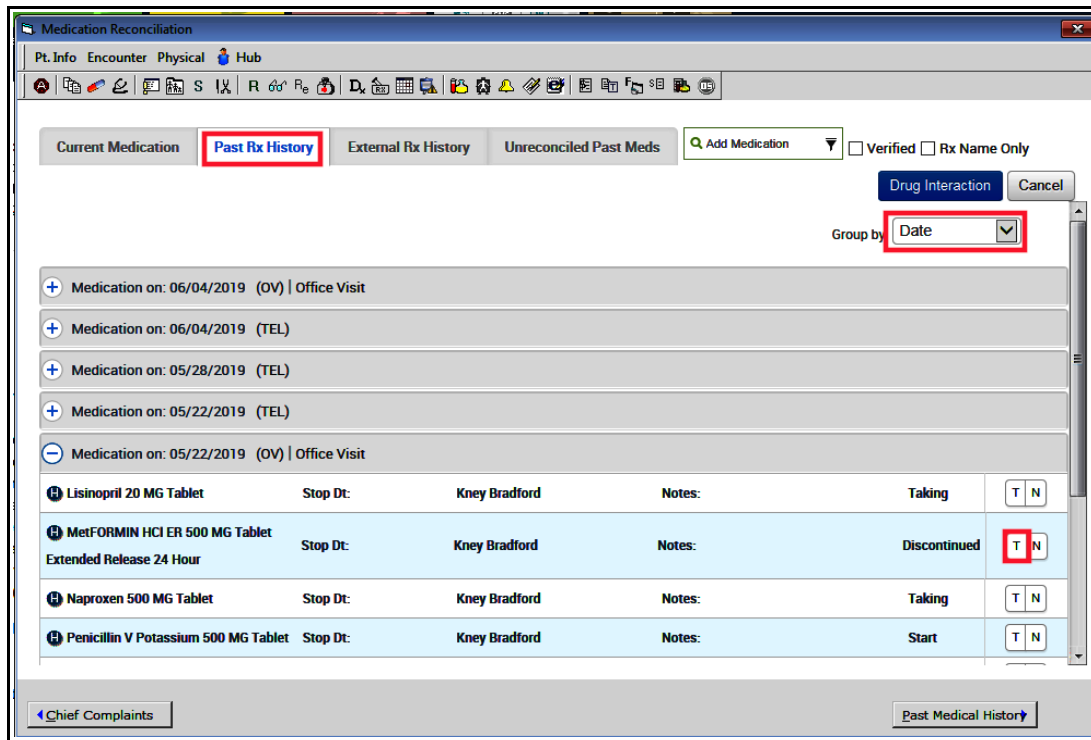 Medication Reconciliation
Pt. Info Encounter Physical Hub
A S R Re Dx Rx
Current Medication Past Rx History External Rx History Unreconciled Past Meds Add Medication Verified Rx Name Only
Drug Interaction Cancel
Group by Date
Medication on: 06/04/2019 (OV) | Office Visit
Medication on: 06/04/2019 (TEL)
Medication on: 05/28/2019 (TEL)
Medication on: 05/22/2019 (TEL)
Medication on: 05/22/2019 (OV) | Office Visit
H Lisinopril 20 MG Tablet Stop Dt: Kney Bradford Notes: Taking T N
H MetFORMIN HCl ER 500 MG Tablet
Extended Release 24 Hour Stop Dt: Kney Bradford Notes: Discontinued T N
H Naproxen 500 MG Tablet Stop Dt: Kney Bradford Notes: Taking T N
H Penicillin V Potassium 500 MG Tablet Stop Dt: Kney Bradford Notes: Start T N
Chief Complaints Past Medical History